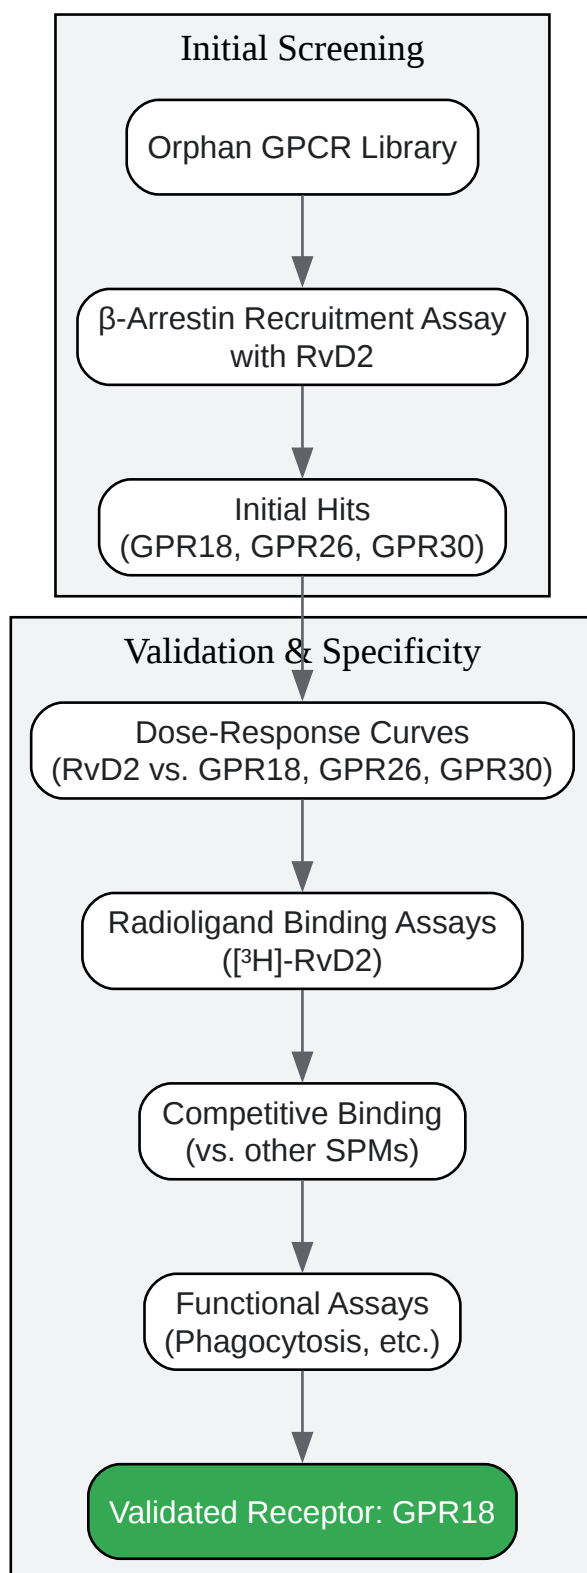 Initial Screening
Orphan GPCR Library
β-Arrestin Recruitment Assay
with RvD2
Initial Hits
(GPR18, GPR26, GPR30)
Validation & Specificity
Dose-Response Curves
(RvD2 vs. GPR18, GPR26, GPR30)
Radioligand Binding Assays
([³H]-RvD2)
Competitive Binding
(vs. other SPMs)
Functional Assays
(Phagocytosis, etc.)
Validated Receptor: GPR18